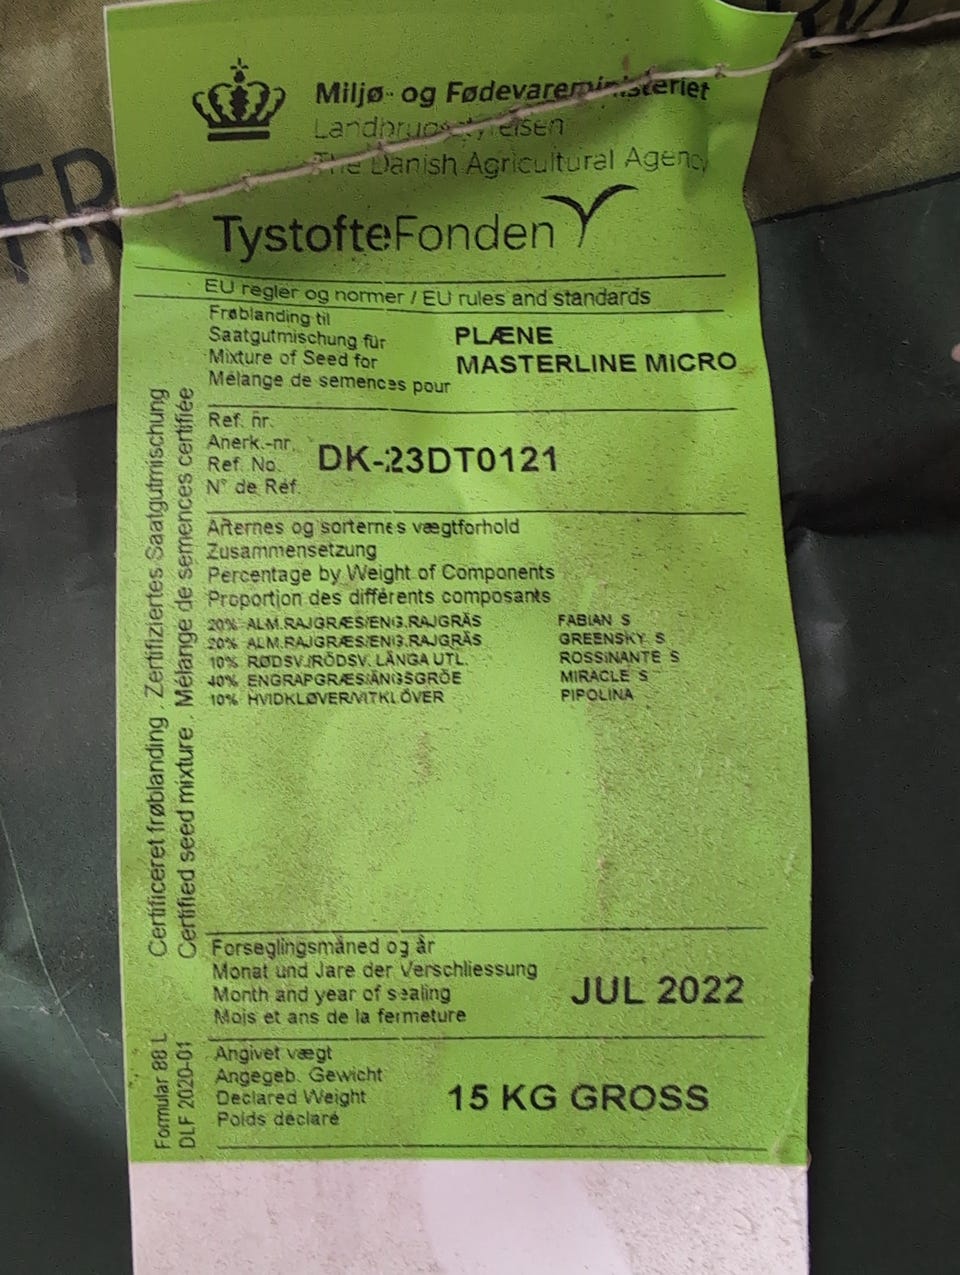 Miljø- og Fødevareministeriet
Landbrugsstyrelsen
The Danish Agricultural Agency
TystofteFonden
EU regler og normer / EU rules and standards
Frøblanding til
Saatgutmischung für
Mixture of Seed for
Mélange de semences pour
PLÆNE
MASTERLINE MICRO
Ref. nr.
Anerk.-nr.
Ref. No.
N° de Réf.
DK-23DT0121
Arternes og sorternes vægtforhold
Zusammensetzung
Percentage by Weight of Components
Proportion des différents composants
20% ALM.RAJGRÆS/ENG.RAJGRÄS FABIAN S
20% ALM.RAJGRÆS/ENG.RAJGRÄS GREENSKY S
10% RØDSV./RÖDSV. LÄNGA UTL. ROSSINANTE S
40% ENGRAPGRÆS/ÄNGSGRÖE MIRACLE S
10% HVIDKLØVER/VITKLÖVER PIPOLINA
Forseglingsmåned og år
Monat und Jare der Verschliessung
Month and year of sealing
Mois et ans de la fermeture
JUL 2022
Angivet vægt
Angegeb. Gewicht
Declared Weight
Poids déclaré
15 KG GROSS
Certificeret frøblanding . Zertifiziertes Saatgutmischung
Certified seed mixture . Mélange de semences certifiée
Formular 88 L
DLF 2020-01